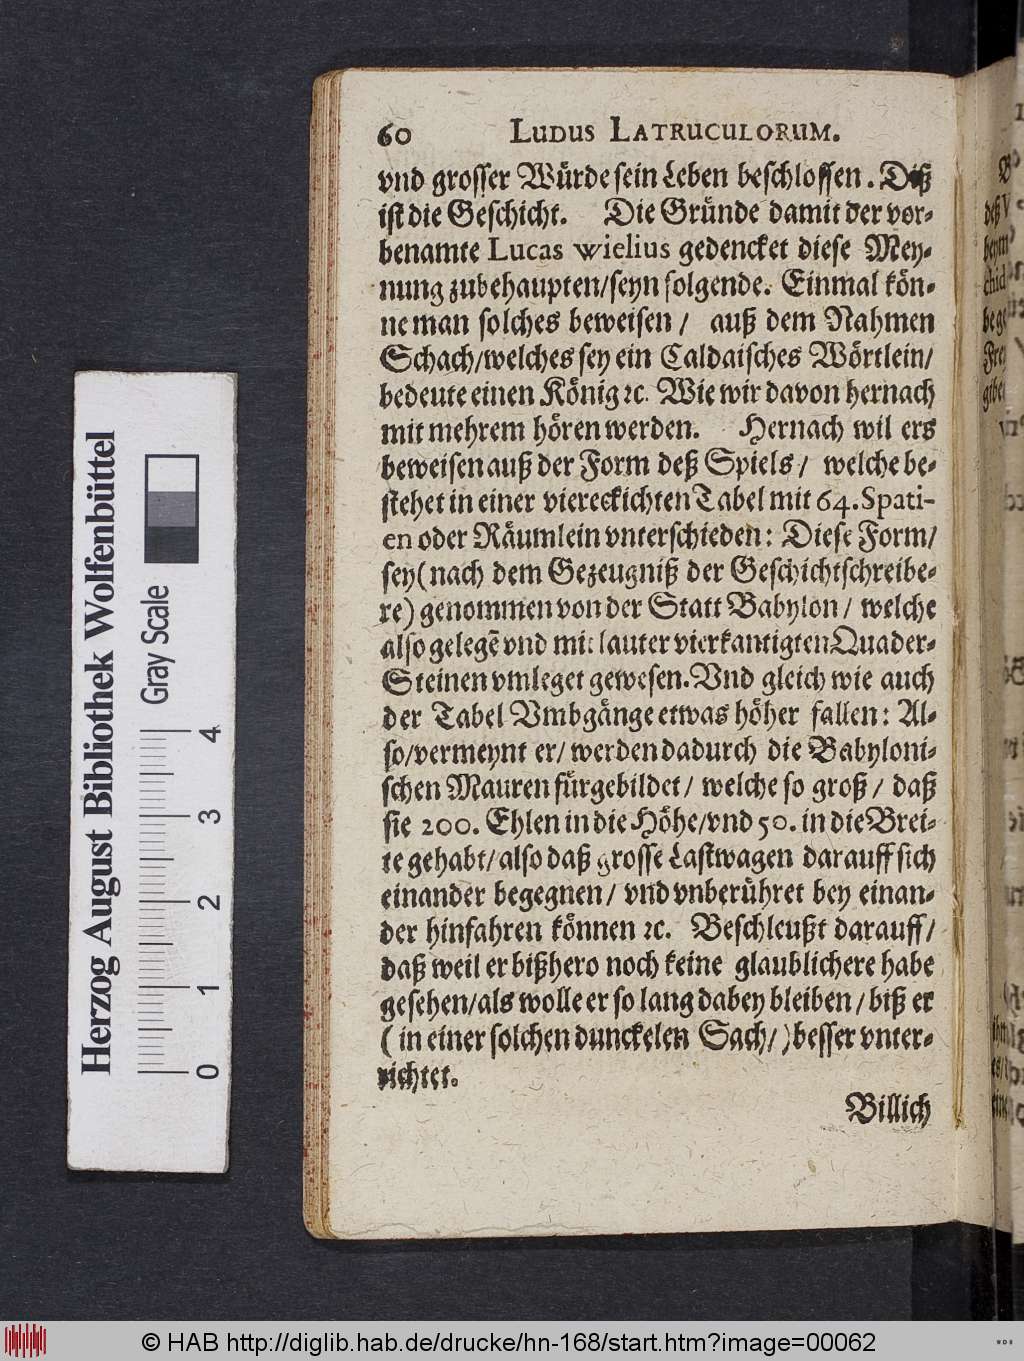 60 LUDUS LATRUCULORUM.
vnd grosser Würde sein Leben beschlossen. Diß
ist die Geschicht. Die Gründe damit der vor-
benamte Lucas Wielius gedencket diese Mey-
nung zubehaupten/seyn folgende. Einmal kön-
ne man solches beweisen / auß dem Nahmen
Schach/welches sey ein Caldaisches Wörtlein/
bedeute einen König ꝛc. Wie wir davon hernach
mit mehrem hören werden. Hernach wil ers
beweisen auß der Form deß Spiels / welche be-
stehet in einer viereckichten Tabel mit 64. Spati-
en oder Räumlein vnterschieden: Diese Form/
sey (nach dem Gezeugniß der Geschichtschreibe-
re) genommen von der Statt Babylon / welche
also gelegē vnd mit lauter vierkantigten Quader-
Steinen vmleget gewesen. Vnd gleich wie auch
der Tabel Vmbgänge etwas höher fallen: Al-
so/vermeynt er/ werden dadurch die Babyloni-
schen Mauren fürgebildet / welche so groß / daß
sie 200. Ehlen in die Höhe/vnd 50. in die Brei-
te gehabt/also daß grosse Lastwagen darauff sich
einander begegnen / vnd vnberühret bey einan-
der hinfahren können ꝛc. Beschleußt darauff /
daß weil er bißhero noch keine glaublichere habe
gesehen/als wolle er so lang dabey bleiben / biß er
( in einer solchen dunckelen Sach/ ) besser vnter-
richtet.
Billich
Herzog August Bibliothek Wolfenbüttel
Gray Scale
0 1 2 3 4
© HAB http://diglib.hab.de/drucke/hn-168/start.htm?image=00062